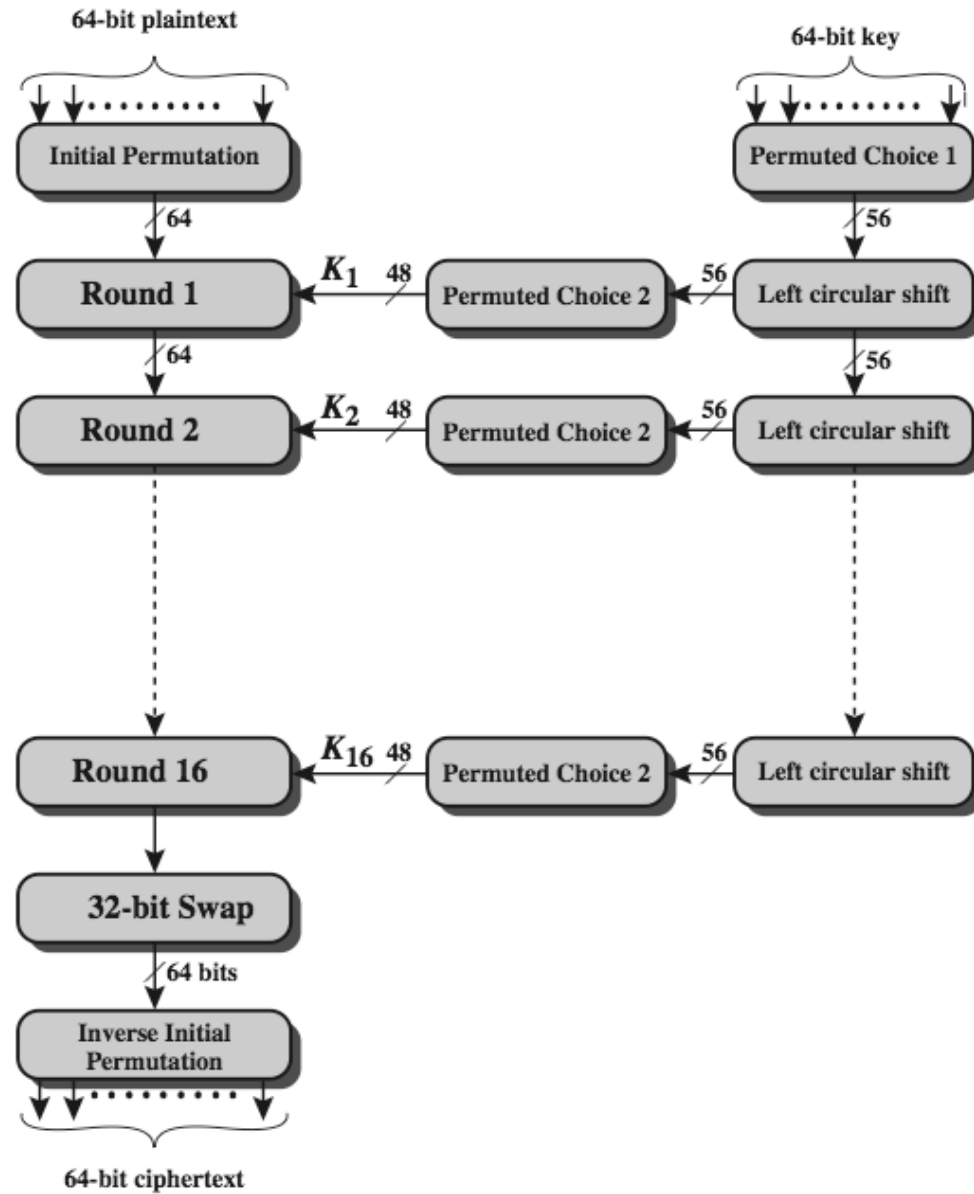 64-bit plaintext
64-bit key
Initial Permutation
Permuted Choice 1
64
56
Round 1
K1
48
Permuted Choice 2
56
Left circular shift
64
56
Round 2
K2
48
Permuted Choice 2
56
Left circular shift
Round 16
K16
48
Permuted Choice 2
56
Left circular shift
32-bit Swap
64 bits
Inverse Initial
Permutation
64-bit ciphertext